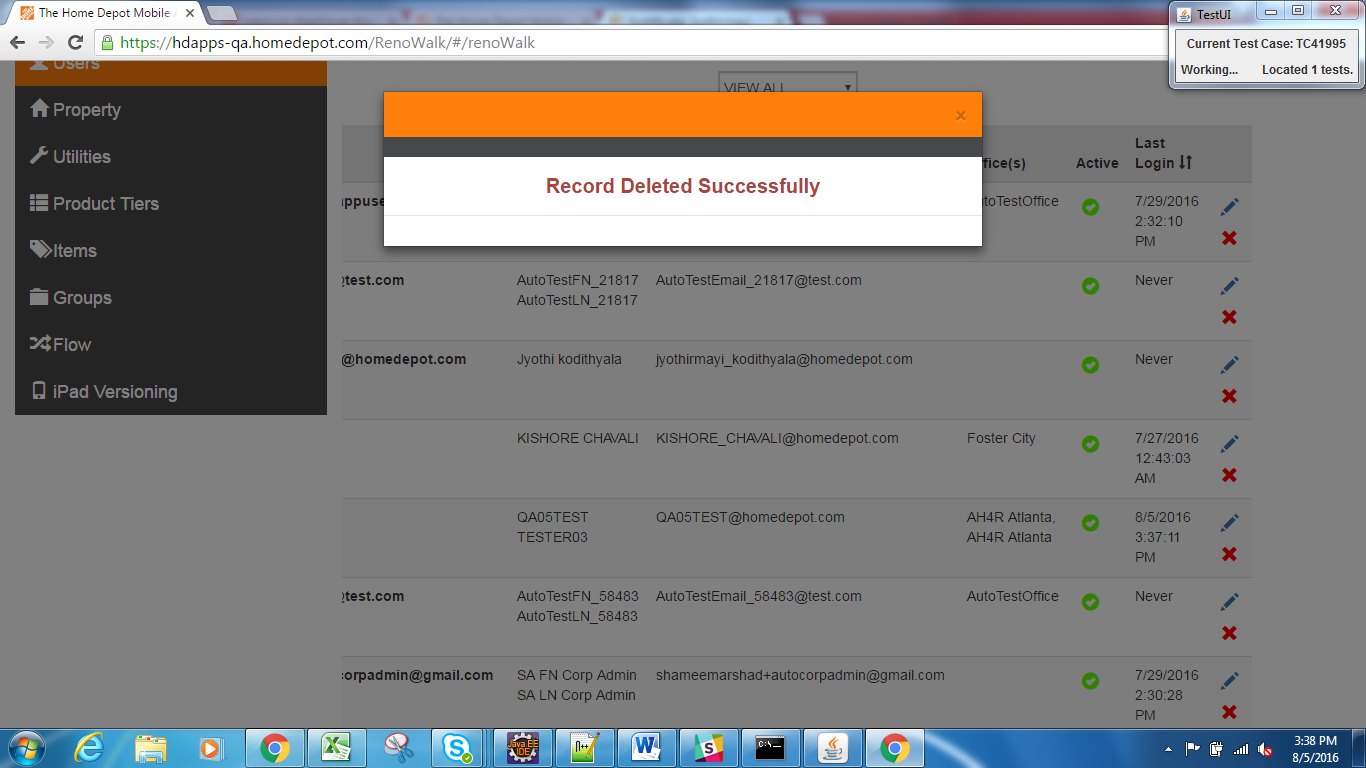 The Home Depot Mobile
TestUI
Current Test Case: TC41995
Working... Located 1 tests.
https://hdapps-qa.homedepot.com/RenoWalk/#/renoWalk
Users
Property
Utilities
Product Tiers
Items
Groups
Flow
iPad Versioning
VIEW ALL
×
Record Deleted Successfully
fice(s) Active Last
Login
appuse toTestOffice 7/29/2016
2:32:10
PM
@test.com AutoTestFN_21817 AutoTestEmail_21817@test.com Never
AutoTestLN_21817
@homedepot.com Jyothi kodithyala jyothirmayi_kodithyala@homedepot.com Never
KISHORE CHAVALI KISHORE_CHAVALI@homedepot.com Foster City 7/27/2016
12:43:03
AM
QA05TEST QA05TEST@homedepot.com AH4R Atlanta, 8/5/2016
TESTER03 AH4R Atlanta 3:37:11
PM
@test.com AutoTestFN_58483 AutoTestEmail_58483@test.com AutoTestOffice Never
AutoTestLN_58483
corpadmin@gmail.com SA FN Corp Admin shameemarshad+autocorpadmin@gmail.com 7/29/2016
SA LN Corp Admin 2:30:28
PM
Java EE
IDE
C:\_
3:38 PM
8/5/2016